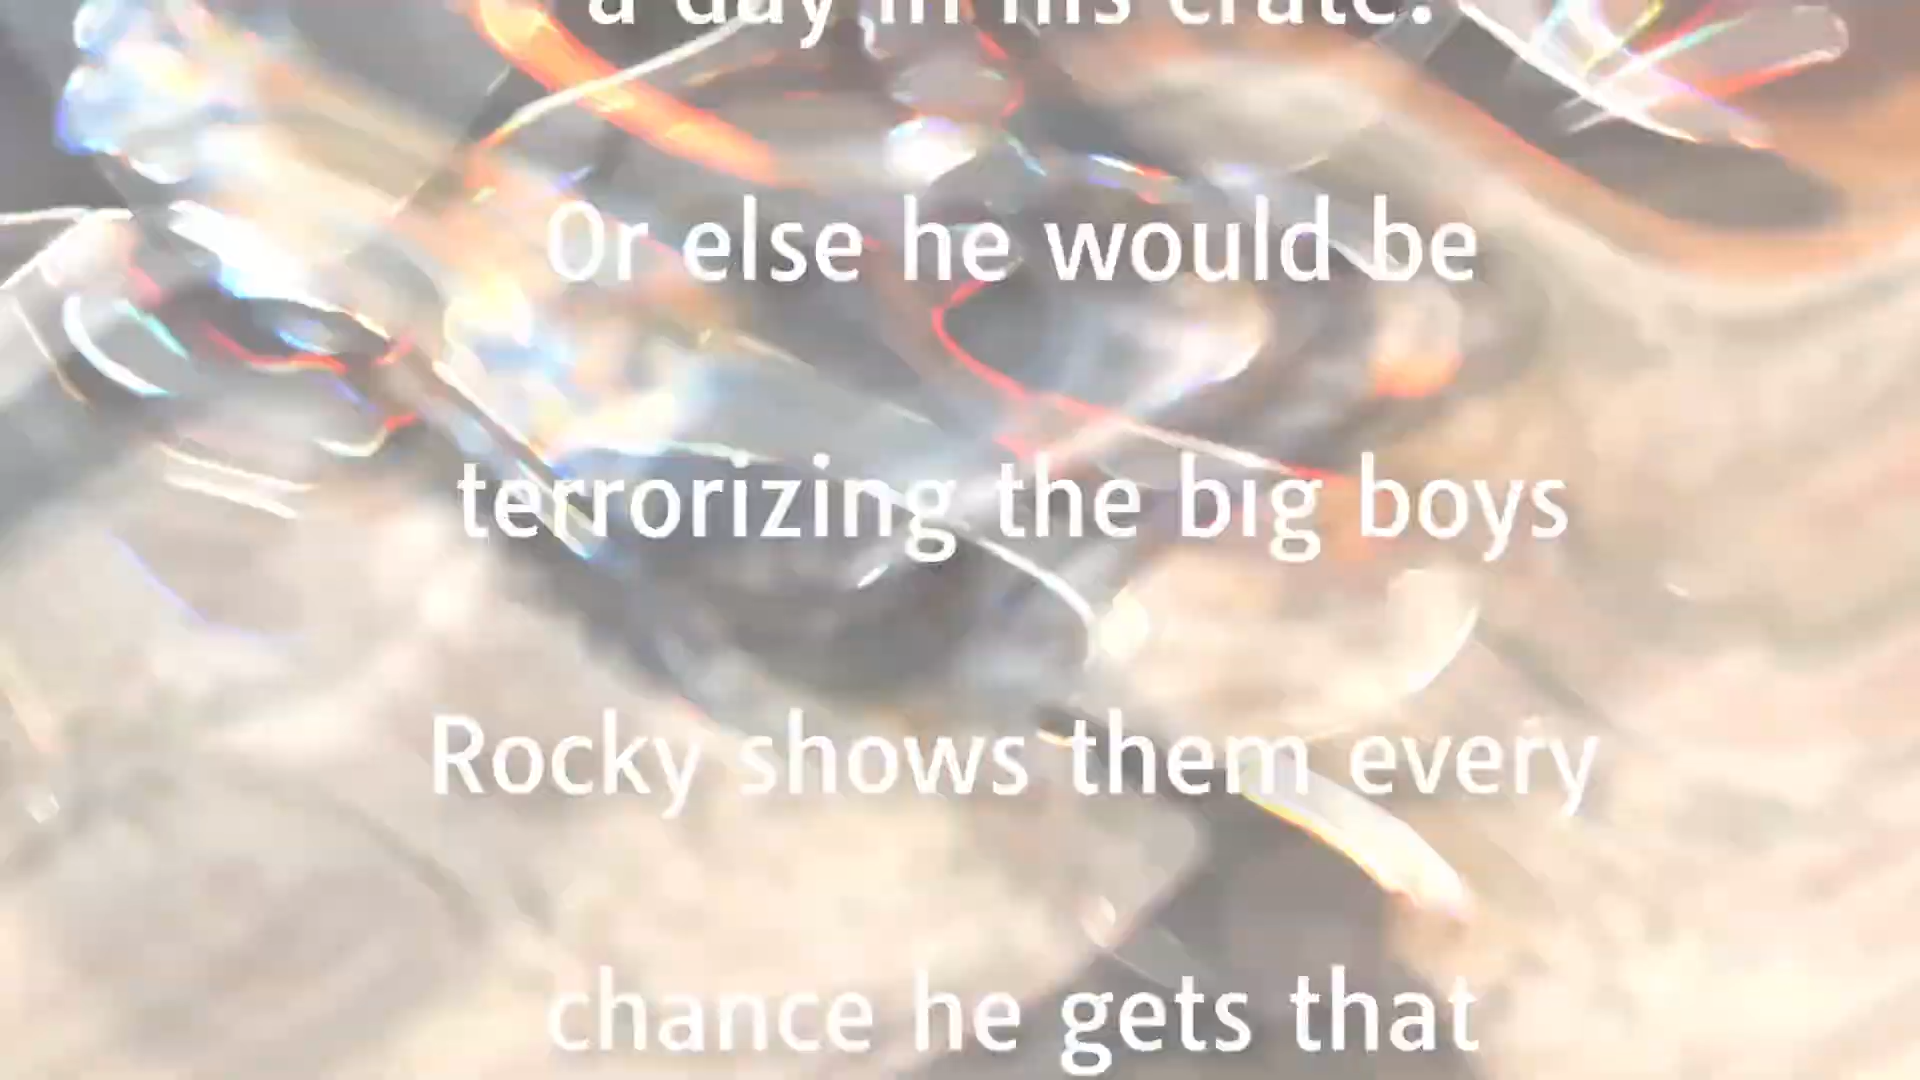 a day in his crate.
Or else he would be
terrorizing the big boys
Rocky shows them every
chance he gets that